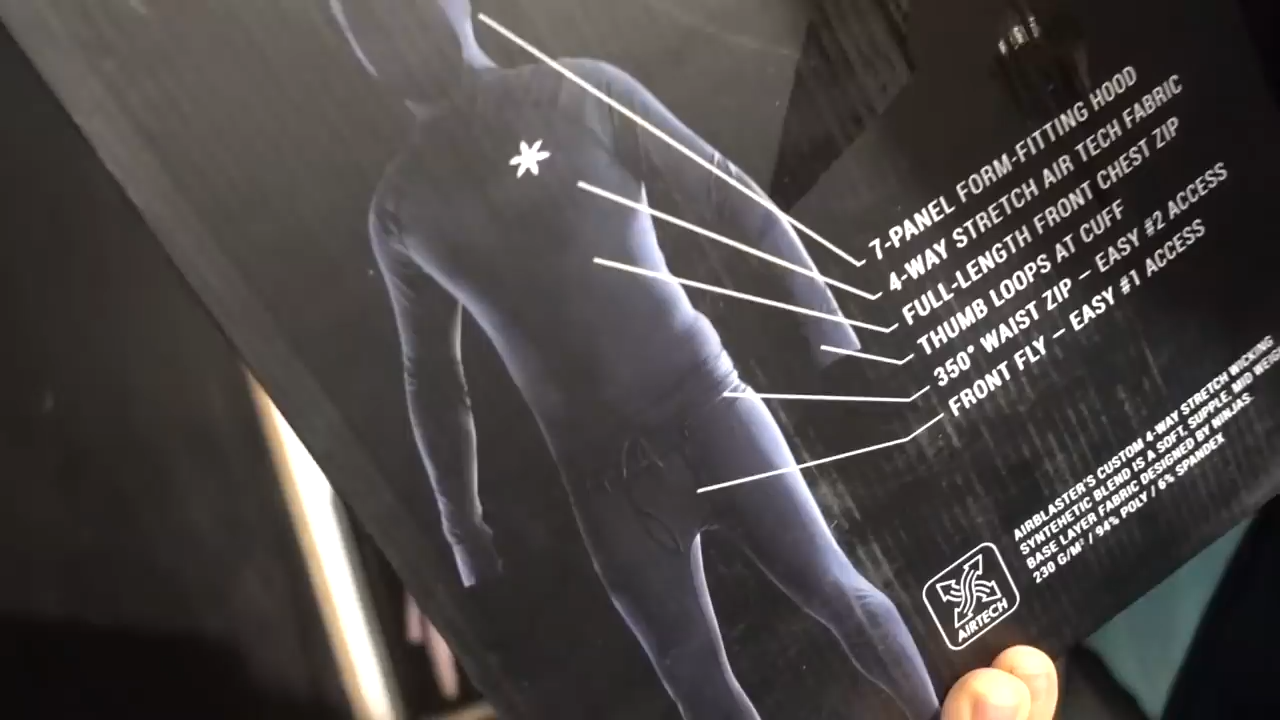 7-PANEL FORM-FITTING HOOD
4-WAY STRETCH AIR TECH FABRIC
FULL-LENGTH FRONT CHEST ZIP
THUMB LOOPS AT CUFF
350° WAIST ZIP – EASY #2 ACCESS
FRONT FLY – EASY #1 ACCESS
AIRBLASTER'S CUSTOM 4-WAY STRETCH WICKING
SYNTEHETIC BLEND IS A SOFT, SUPPLE, MID
BASE LAYER FABRIC DESIGNED BY NINJAS.
230 G/M² / 94% POLY / 6% SPANDEX
AIRTECH